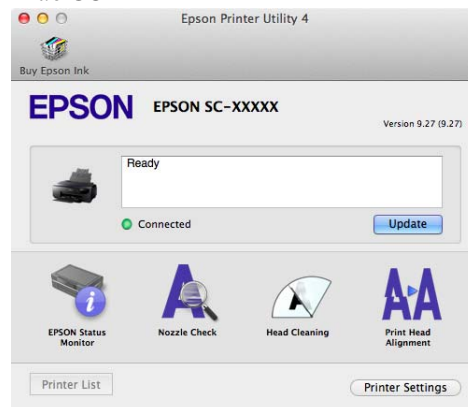 Epson Printer Utility 4
Buy Epson Ink
EPSON
EPSON SC-XXXXX
Version 9.27 (9.27)
Ready
Connected
Update
EPSON Status
Monitor
Nozzle Check
Head Cleaning
Print Head
Alignment
Printer List
Printer Settings